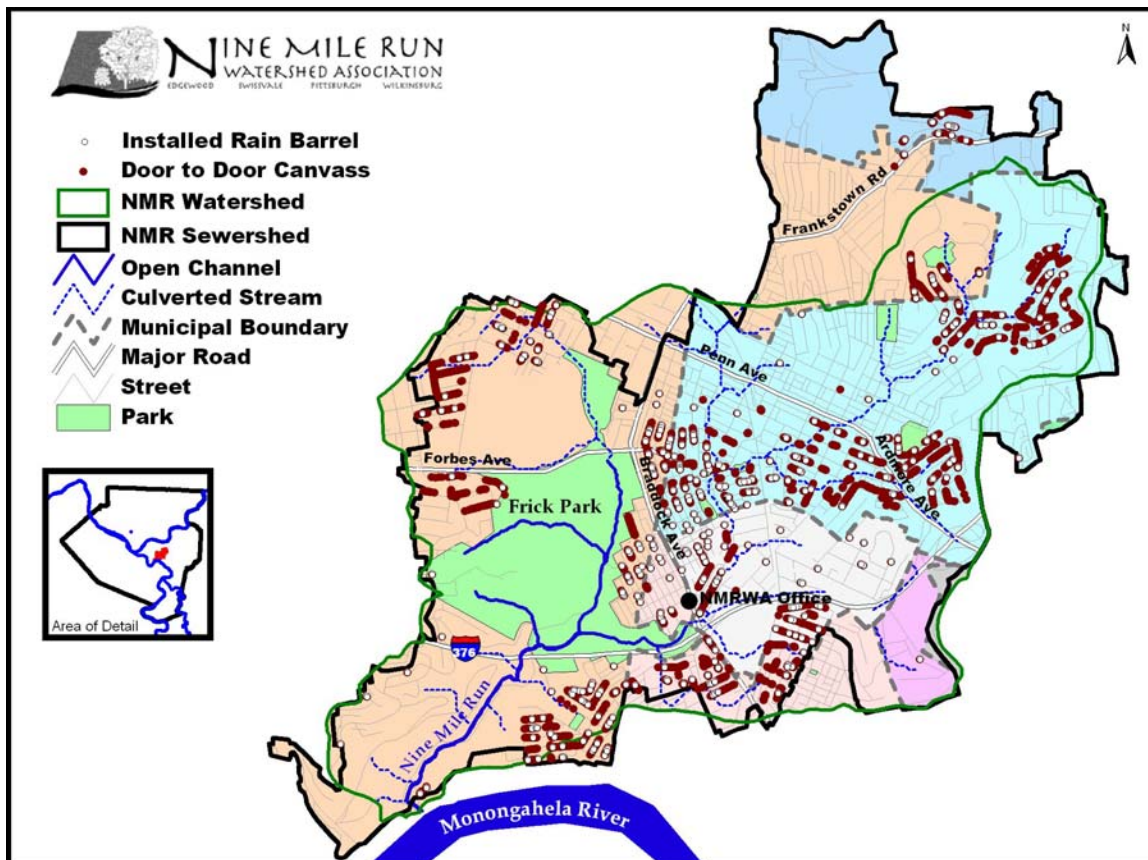 NINE MILE RUN
WATERSHED ASSOCIATION
EDGEWOOD SWISSVALE PITTSBURGH WILKINSBURG
N
Installed Rain Barrel
Door to Door Canvass
NMR Watershed
NMR Sewershed
Open Channel
Culverted Stream
Municipal Boundary
Major Road
Street
Park
Area of Detail
Frankstown Rd
Penn Ave
Ardmore Ave
Forbes Ave
Braddock Ave
Frick Park
NMRWA Office
376
Nine Mile Run
Monongahela River